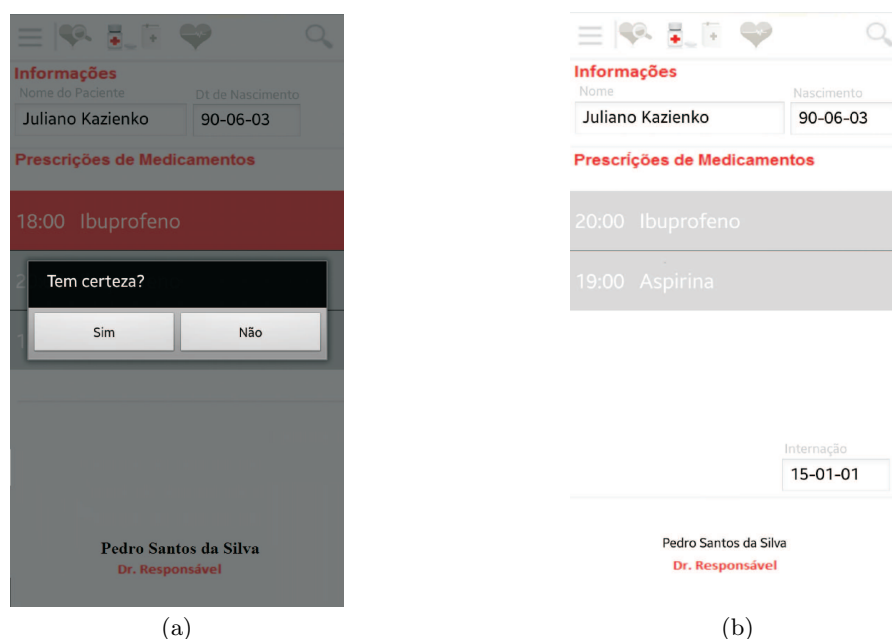 Informações
Nome do Paciente Dt de Nascimento
Juliano Kazienko 90-06-03
Prescrições de Medicamentos
18:00 Ibuprofeno
2
Tem certeza?
Sim Não
1
Pedro Santos da Silva
Dr. Responsável
(a)
Informações
Nome Nascimento
Juliano Kazienko 90-06-03
Prescrições de Medicamentos
20:00 Ibuprofeno
19:00 Aspirina
Internação
15-01-01
Pedro Santos da Silva
Dr. Responsável
(b)